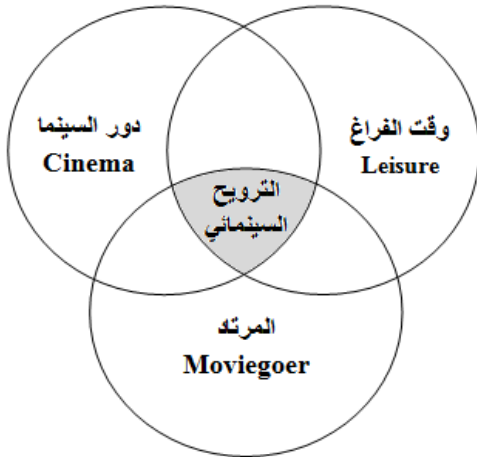 دور السينما
Cinema
وقت الفراغ
Leisure
الترويح
السينمائي
المرتاد
Moviegoer